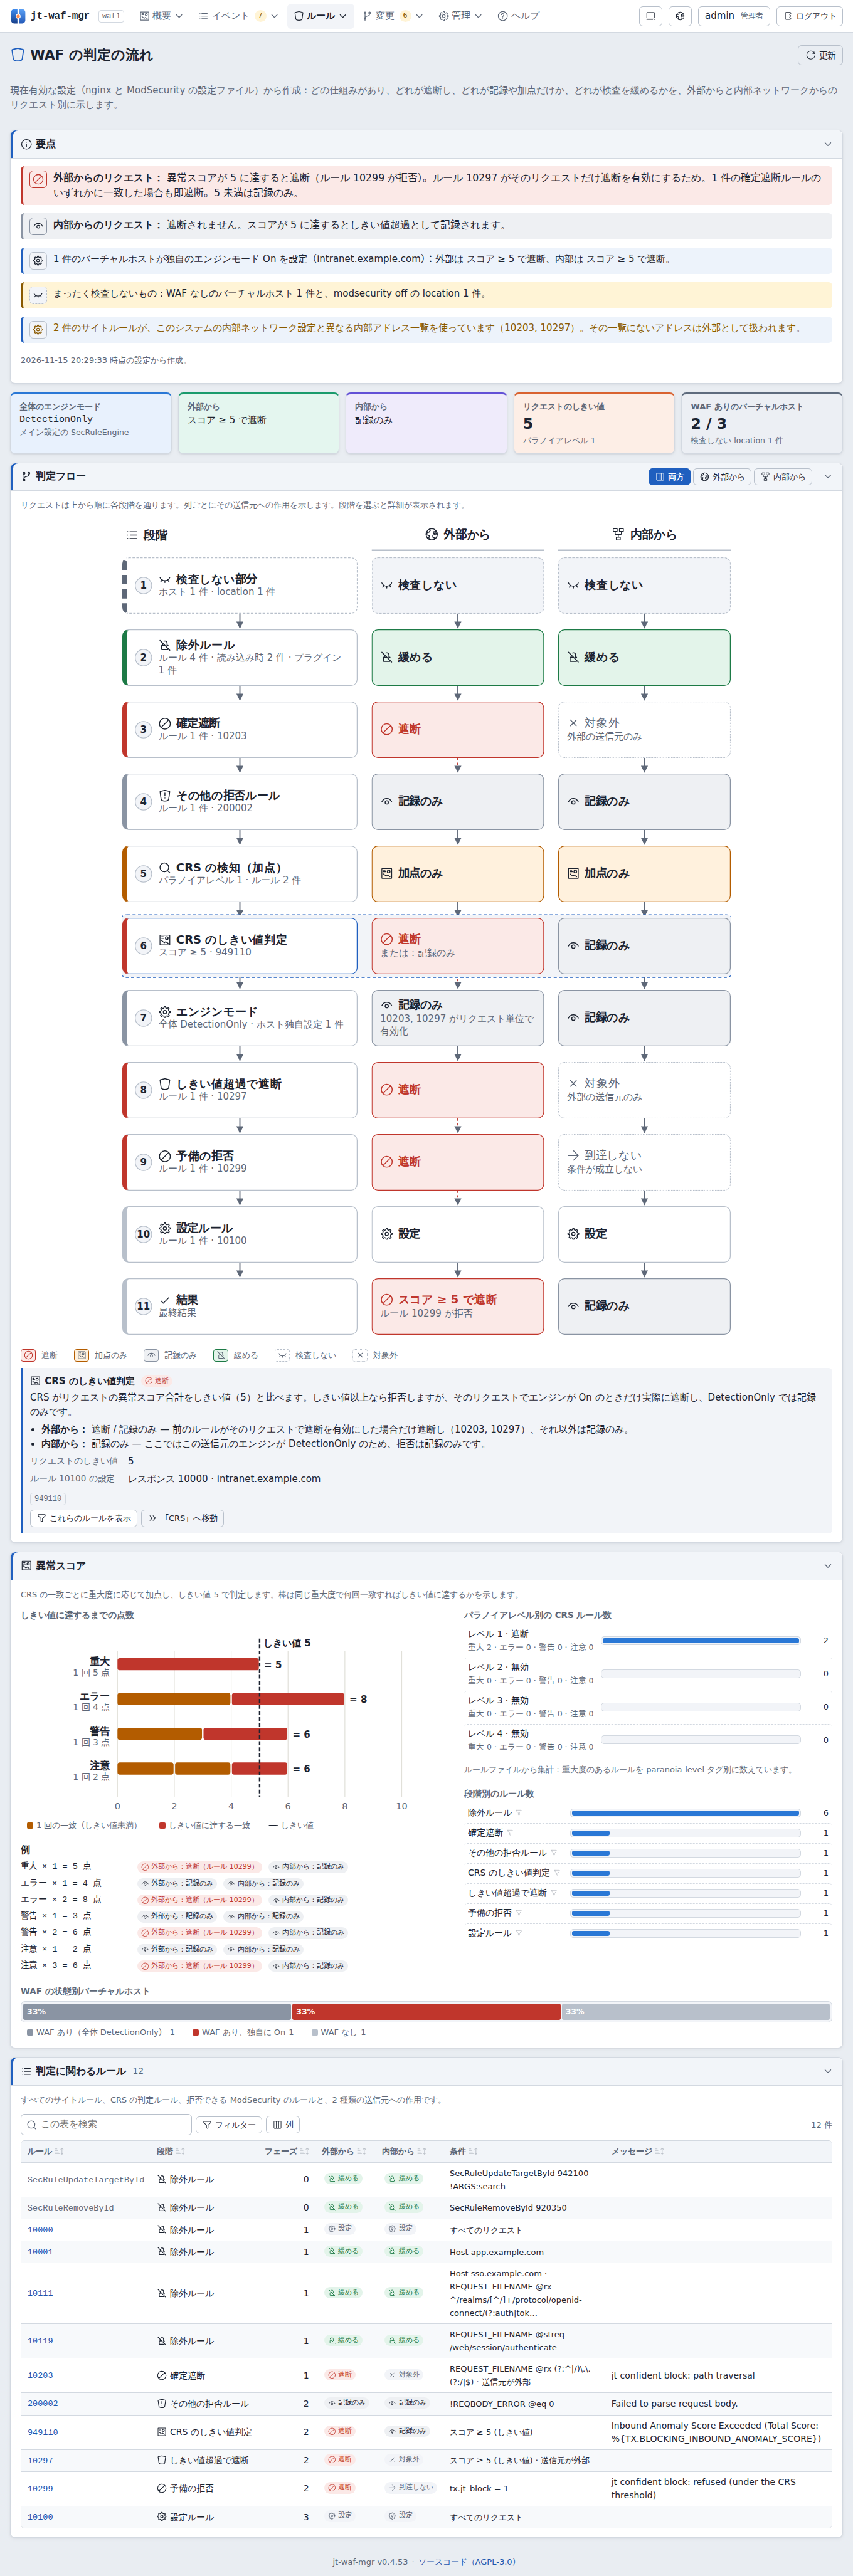 jt-waf-mgr waf1 概要 イベント 7 ルール 変更 6 管理 ヘルプ admin 管理者 ログアウト
WAF の判定の流れ 更新
現在有効な設定（nginx と ModSecurity の設定ファイル）から作成：どの仕組みがあり、どれが遮断し、どれが記録や加点だけか、どれが検査を緩めるかを、外部からと内部ネットワークからの
リクエスト別に示します。
要点
外部からのリクエスト： 異常スコアが 5 に達すると遮断（ルール 10299 が拒否）。ルール 10297 がそのリクエストだけ遮断を有効にするため。1 件の確定遮断ルールの
いずれかに一致した場合も即遮断。5 未満は記録のみ。
内部からのリクエスト： 遮断されません。スコアが 5 に達するとしきい値超過として記録されます。
1 件のバーチャルホストが独自のエンジンモード On を設定（intranet.example.com）：外部は スコア ≥ 5 で遮断、内部は スコア ≥ 5 で遮断。
まったく検査しないもの：WAF なしのバーチャルホスト 1 件と、modsecurity off の location 1 件。
2 件のサイトルールが、このシステムの内部ネットワーク設定と異なる内部アドレス一覧を使っています（10203, 10297）。その一覧にないアドレスは外部として扱われます。
2026-11-15 20:29:33 時点の設定から作成。
全体のエンジンモード
DetectionOnly
メイン設定の SecRuleEngine
外部から
スコア ≥ 5 で遮断
内部から
記録のみ
リクエストのしきい値
5
パラノイアレベル 1
WAF ありのバーチャルホスト
2 / 3
検査しない location 1 件
判定フロー 両方 外部から 内部から
リクエストは上から順に各段階を通ります。列ごとにその送信元への作用を示します。段階を選ぶと詳細が表示されます。
段階 外部から 内部から
1 検査しない部分 検査しない 検査しない
ホスト 1 件 · location 1 件
2 除外ルール 緩める 緩める
ルール 4 件 · 読み込み時 2 件 · プラグイン
1 件
3 確定遮断 遮断 対象外
ルール 1 件 · 10203 外部の送信元のみ
4 その他の拒否ルール 記録のみ 記録のみ
ルール 1 件 · 200002
5 CRS の検知（加点） 加点のみ 加点のみ
パラノイアレベル 1 · ルール 2 件
6 CRS のしきい値判定 遮断 記録のみ
スコア ≥ 5 · 949110 または：記録のみ
7 エンジンモード 記録のみ 記録のみ
全体 DetectionOnly · ホスト独自設定 1 件 10203, 10297 がリクエスト単位で
有効化
8 しきい値超過で遮断 遮断 対象外
ルール 1 件 · 10297 外部の送信元のみ
9 予備の拒否 遮断 到達しない
ルール 1 件 · 10299 条件が成立しない
10 設定ルール 設定 設定
ルール 1 件 · 10100
11 結果 スコア ≥ 5 で遮断 記録のみ
最終結果 ルール 10299 が拒否
遮断 加点のみ 記録のみ 緩める 検査しない 対象外
CRS のしきい値判定 遮断
CRS がリクエストの異常スコア合計をしきい値（5）と比べます。しきい値以上なら拒否しますが、そのリクエストでエンジンが On のときだけ実際に遮断し、DetectionOnly では記録
のみです。
• 外部から： 遮断 / 記録のみ — 前のルールがそのリクエストで遮断を有効にした場合だけ遮断し（10203, 10297）、それ以外は記録のみ。
• 内部から： 記録のみ — ここではこの送信元のエンジンが DetectionOnly のため、拒否は記録のみです。
リクエストのしきい値 5
ルール 10100 の設定 レスポンス 10000 · intranet.example.com
949110
これらのルールを表示 「CRS」へ移動
異常スコア
CRS の一致ごとに重大度に応じて加点し、しきい値 5 で判定します。棒は同じ重大度で何回一致すればしきい値に達するかを示します。
しきい値に達するまでの点数
しきい値 5
重大
1 回 5 点 = 5
エラー
1 回 4 点 = 8
警告
1 回 3 点 = 6
注意
1 回 2 点 = 6
0 2 4 6 8 10
1 回の一致（しきい値未満） しきい値に達する一致 しきい値
例
重大 × 1 = 5 点 外部から：遮断（ルール 10299） 内部から：記録のみ
エラー × 1 = 4 点 外部から：記録のみ 内部から：記録のみ
エラー × 2 = 8 点 外部から：遮断（ルール 10299） 内部から：記録のみ
警告 × 1 = 3 点 外部から：記録のみ 内部から：記録のみ
警告 × 2 = 6 点 外部から：遮断（ルール 10299） 内部から：記録のみ
注意 × 1 = 2 点 外部から：記録のみ 内部から：記録のみ
注意 × 3 = 6 点 外部から：遮断（ルール 10299） 内部から：記録のみ
パラノイアレベル別の CRS ルール数
レベル 1 · 遮断
重大 2 · エラー 0 · 警告 0 · 注意 0 2
レベル 2 · 無効
重大 0 · エラー 0 · 警告 0 · 注意 0 0
レベル 3 · 無効
重大 0 · エラー 0 · 警告 0 · 注意 0 0
レベル 4 · 無効
重大 0 · エラー 0 · 警告 0 · 注意 0 0
ルールファイルから集計：重大度のあるルールを paranoia-level タグ別に数えています。
段階別のルール数
除外ルール 6
確定遮断 1
その他の拒否ルール 1
CRS のしきい値判定 1
しきい値超過で遮断 1
予備の拒否 1
設定ルール 1
WAF の状態別バーチャルホスト
33% 33% 33%
WAF あり（全体 DetectionOnly） 1 WAF あり、独自に On 1 WAF なし 1
判定に関わるルール 12
すべてのサイトルール、CRS の判定ルール、拒否できる ModSecurity のルールと、2 種類の送信元への作用です。
この表を検索 フィルター 列 12 件
ルール 段階 フェーズ 外部から 内部から 条件 メッセージ
SecRuleUpdateTargetById 除外ルール 0 緩める 緩める SecRuleUpdateTargetById 942100
!ARGS:search
SecRuleRemoveById 除外ルール 0 緩める 緩める SecRuleRemoveById 920350
10000 除外ルール 1 設定 設定 すべてのリクエスト
10001 除外ルール 1 緩める 緩める Host app.example.com
10111 除外ルール 1 緩める 緩める Host sso.example.com ·
REQUEST_FILENAME @rx
^/realms/[^/]+/protocol/openid-
connect/(?:auth|tok…
10119 除外ルール 1 緩める 緩める REQUEST_FILENAME @streq
/web/session/authenticate
10203 確定遮断 1 遮断 対象外 REQUEST_FILENAME @rx (?:^|/)\.\.
(?:/|$) · 送信元が外部 jt confident block: path traversal
200002 その他の拒否ルール 2 記録のみ 記録のみ !REQBODY_ERROR @eq 0 Failed to parse request body.
949110 CRS のしきい値判定 2 遮断 記録のみ スコア ≥ 5 (しきい値) Inbound Anomaly Score Exceeded (Total Score:
%{TX.BLOCKING_INBOUND_ANOMALY_SCORE})
10297 しきい値超過で遮断 2 遮断 対象外 スコア ≥ 5 (しきい値) · 送信元が外部
10299 予備の拒否 2 遮断 到達しない tx.jt_block = 1 jt confident block: refused (under the CRS
threshold)
10100 設定ルール 3 設定 設定 すべてのリクエスト
jt-waf-mgr v0.4.53 · ソースコード（AGPL-3.0）